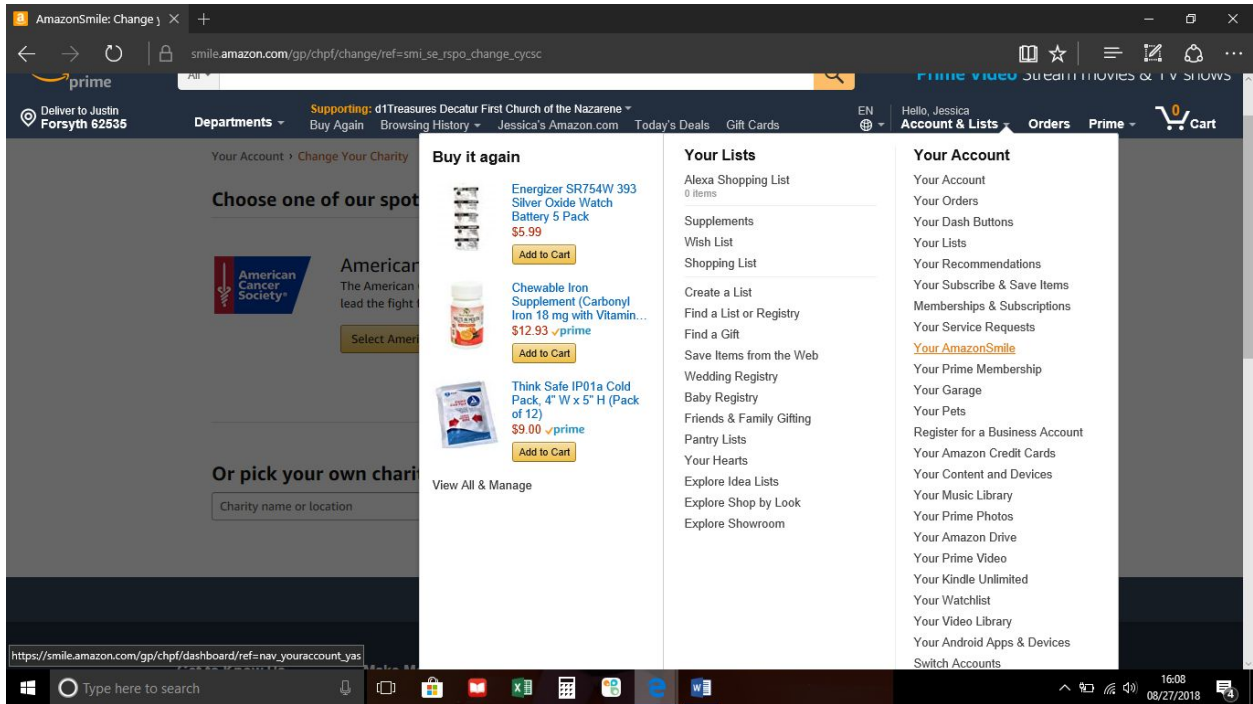 a AmazonSmile: Change y
smile.amazon.com/gp/chpf/change/ref=smi_se_rspo_change_cycsc
prime
All
Prime Video Stream movies & TV shows
Deliver to Justin
Forsyth 62535
Departments
Supporting: d1Treasures Decatur First Church of the Nazarene
Buy Again Browsing History Jessica's Amazon.com Today's Deals Gift Cards
EN
Hello, Jessica
Account & Lists Orders Prime 0 Cart
Your Account › Change Your Charity
Choose one of our spot
American
Cancer
Society
American
The American
lead the fight
Select Ameri
Or pick your own charit
Charity name or location
Buy it again
Energizer SR754W 393
Silver Oxide Watch
Battery 5 Pack
$5.99
Add to Cart
Chewable Iron
Supplement (Carbonyl
Iron 18 mg with Vitamin...
$12.93 prime
Add to Cart
Think Safe IP01a Cold
Pack, 4" W x 5" H (Pack
of 12)
$9.00 prime
Add to Cart
View All & Manage
Your Lists
Alexa Shopping List
0 items
Supplements
Wish List
Shopping List
Create a List
Find a List or Registry
Find a Gift
Save Items from the Web
Wedding Registry
Baby Registry
Friends & Family Gifting
Pantry Lists
Your Hearts
Explore Idea Lists
Explore Shop by Look
Explore Showroom
Your Account
Your Account
Your Orders
Your Dash Buttons
Your Lists
Your Recommendations
Your Subscribe & Save Items
Memberships & Subscriptions
Your Service Requests
Your AmazonSmile
Your Prime Membership
Your Garage
Your Pets
Register for a Business Account
Your Amazon Credit Cards
Your Content and Devices
Your Music Library
Your Prime Photos
Your Amazon Drive
Your Prime Video
Your Kindle Unlimited
Your Watchlist
Your Video Library
Your Android Apps & Devices
Switch Accounts
https://smile.amazon.com/gp/chpf/dashboard/ref=nav_youraccount_yas
Type here to search
16:08
08/27/2018
4